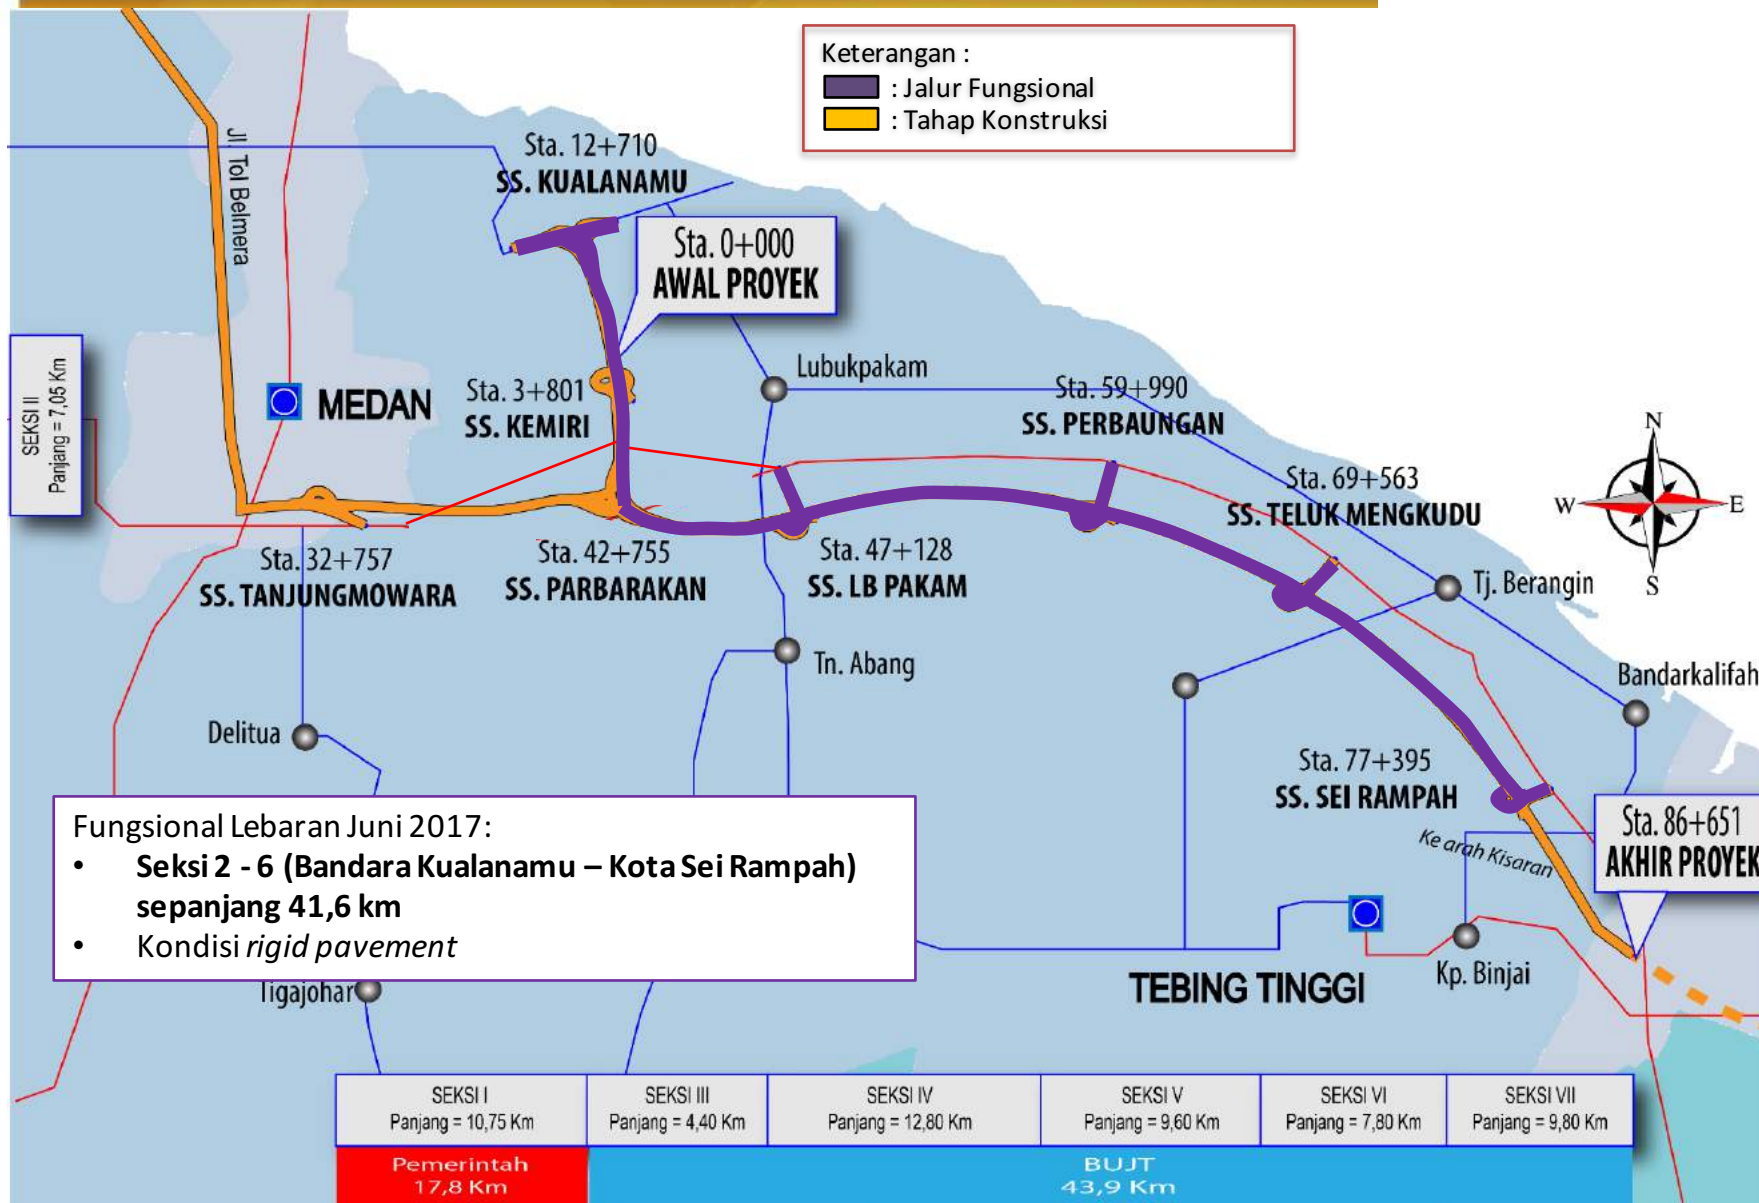 Keterangan :
: Jalur Fungsional
: Tahap Konstruksi
Jl. Tol Belmera
Sta. 12+710
SS. KUALANAMU
Sta. 0+000
AWAL PROYEK
SEKSI II
Panjang = 7,05 Km
MEDAN
Sta. 3+801
SS. KEMIRI
Lubukpakam
Sta. 59+990
SS. PERBAUNGAN
Sta. 69+563
SS. TELUK MENGKUDU
N
W
E
S
Sta. 32+757
SS. TANJUNGMOWARA
Sta. 42+755
SS. PARBARAKAN
Sta. 47+128
SS. LB PAKAM
Tj. Berangin
Tn. Abang
Bandarkalifah
Delitua
Sta. 77+395
SS. SEI RAMPAH
Ke arah Kisaran
Sta. 86+651
AKHIR PROYEK
Fungsional Lebaran Juni 2017:
• Seksi 2 - 6 (Bandara Kualanamu – Kota Sei Rampah)
sepanjang 41,6 km
• Kondisi rigid pavement
Tigajohar
TEBING TINGGI
Kp. Binjai
SEKSI I
Panjang = 10,75 Km
SEKSI III
Panjang = 4,40 Km
SEKSI IV
Panjang = 12,80 Km
SEKSI V
Panjang = 9,60 Km
SEKSI VI
Panjang = 7,80 Km
SEKSI VII
Panjang = 9,80 Km
Pemerintah
17,8 Km
BUJT
43,9 Km